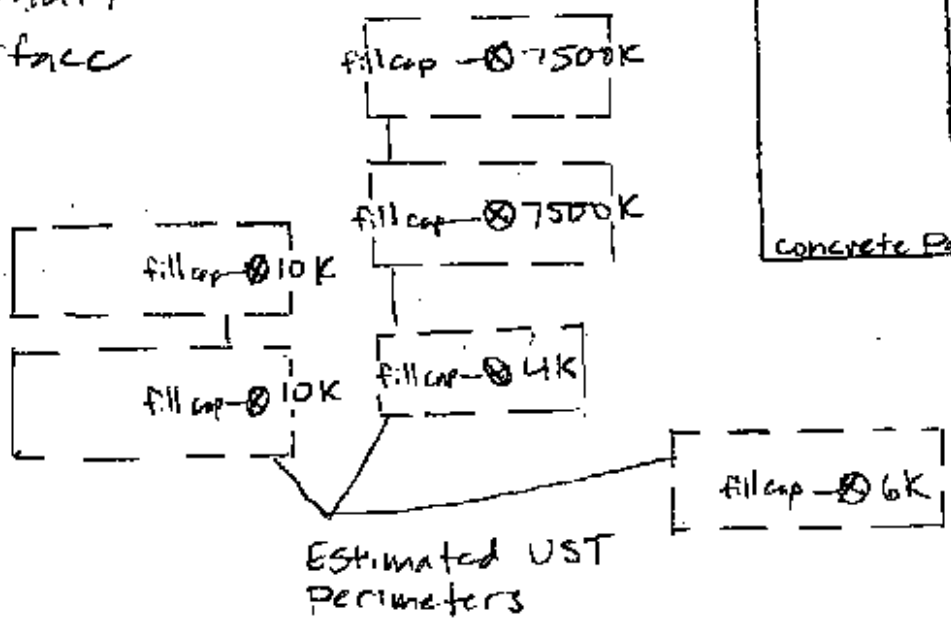 face
fill cap 7500K
fill cap 7500K
concrete
fill cap 10K
fill cap 4K
fill cap 10K
fill cap 6K
Estimated UST
Perimeters